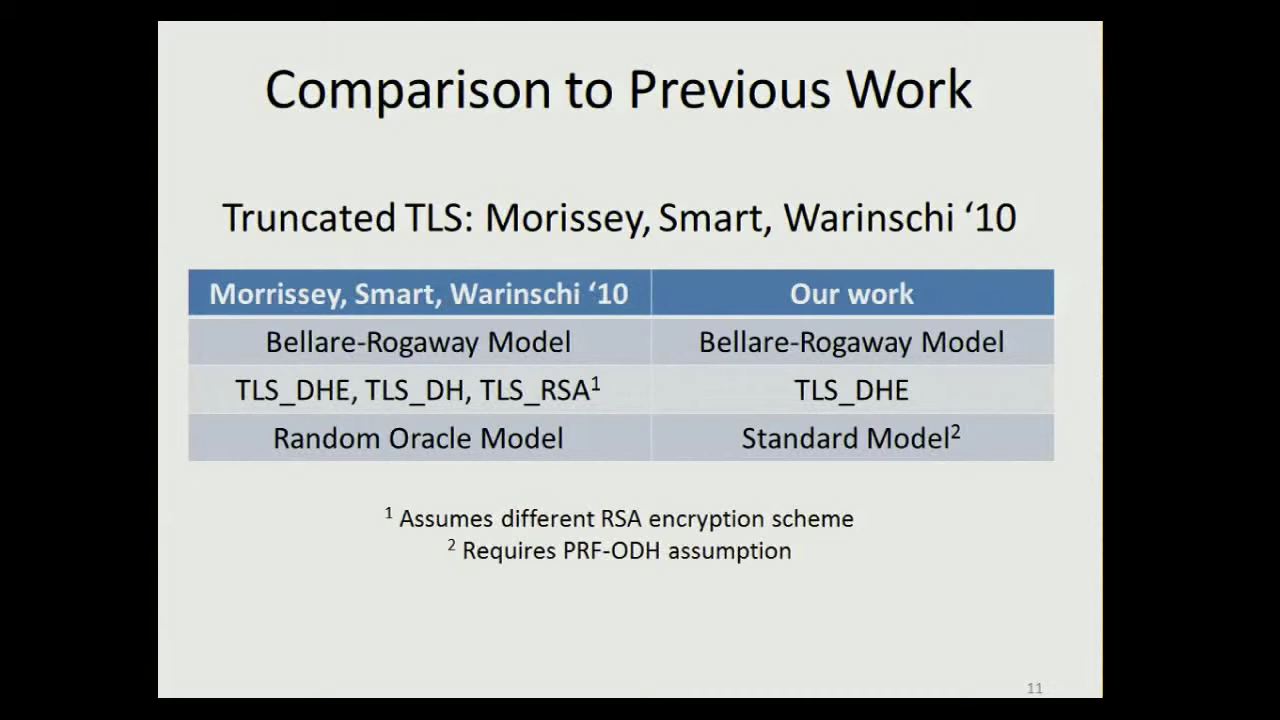 Comparison to Previous Work
Truncated TLS: Morissey, Smart, Warinschi ‘10
Morrissey, Smart, Warinschi ‘10 Our work
Bellare-Rogaway Model Bellare-Rogaway Model
TLS_DHE, TLS_DH, TLS_RSA¹ TLS_DHE
Random Oracle Model Standard Model²
¹ Assumes different RSA encryption scheme
² Requires PRF-ODH assumption
11